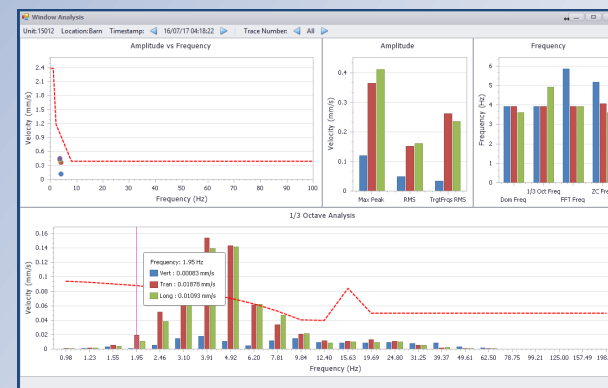 Window Analysis
Unit:15012 Location:Barn Timestamp: 16/07/17 04:18:22 Trace Number: All
Amplitude vs Frequency
Velocity (mm/s)
2.4
2.1
1.8
1.5
1.2
0.9
0.6
0.3
0
0 10 20 30 40 50 60 70 80 90 100
Frequency (Hz)
Amplitude
Velocity (mm/s)
0.4
0.3
0.2
0.1
0
Max Peak RMS TrgtFrqs RMS
Frequency
Frequency (Hz)
6
5
4
3
2
1
0
1/3 Oct Freq ZC Fre
Dom Freq FFT Freq
1/3 Octave Analysis
Velocity (mm/s)
0.16
0.14
0.12
0.1
0.08
0.06
0.04
0.02
0
Frequency: 1.95 Hz
Vert : 0.00083 mm/s
Tran : 0.01878 mm/s
Long : 0.01093 mm/s
0.98 1.23 1.55 1.95 2.46 3.10 3.91 4.92 6.20 7.81 9.84 12.40 15.63 19.69 24.80 31.25 39.37 49.61 62.50 78.75 99.21 125.00 157.49 198.
Frequency (Hz)